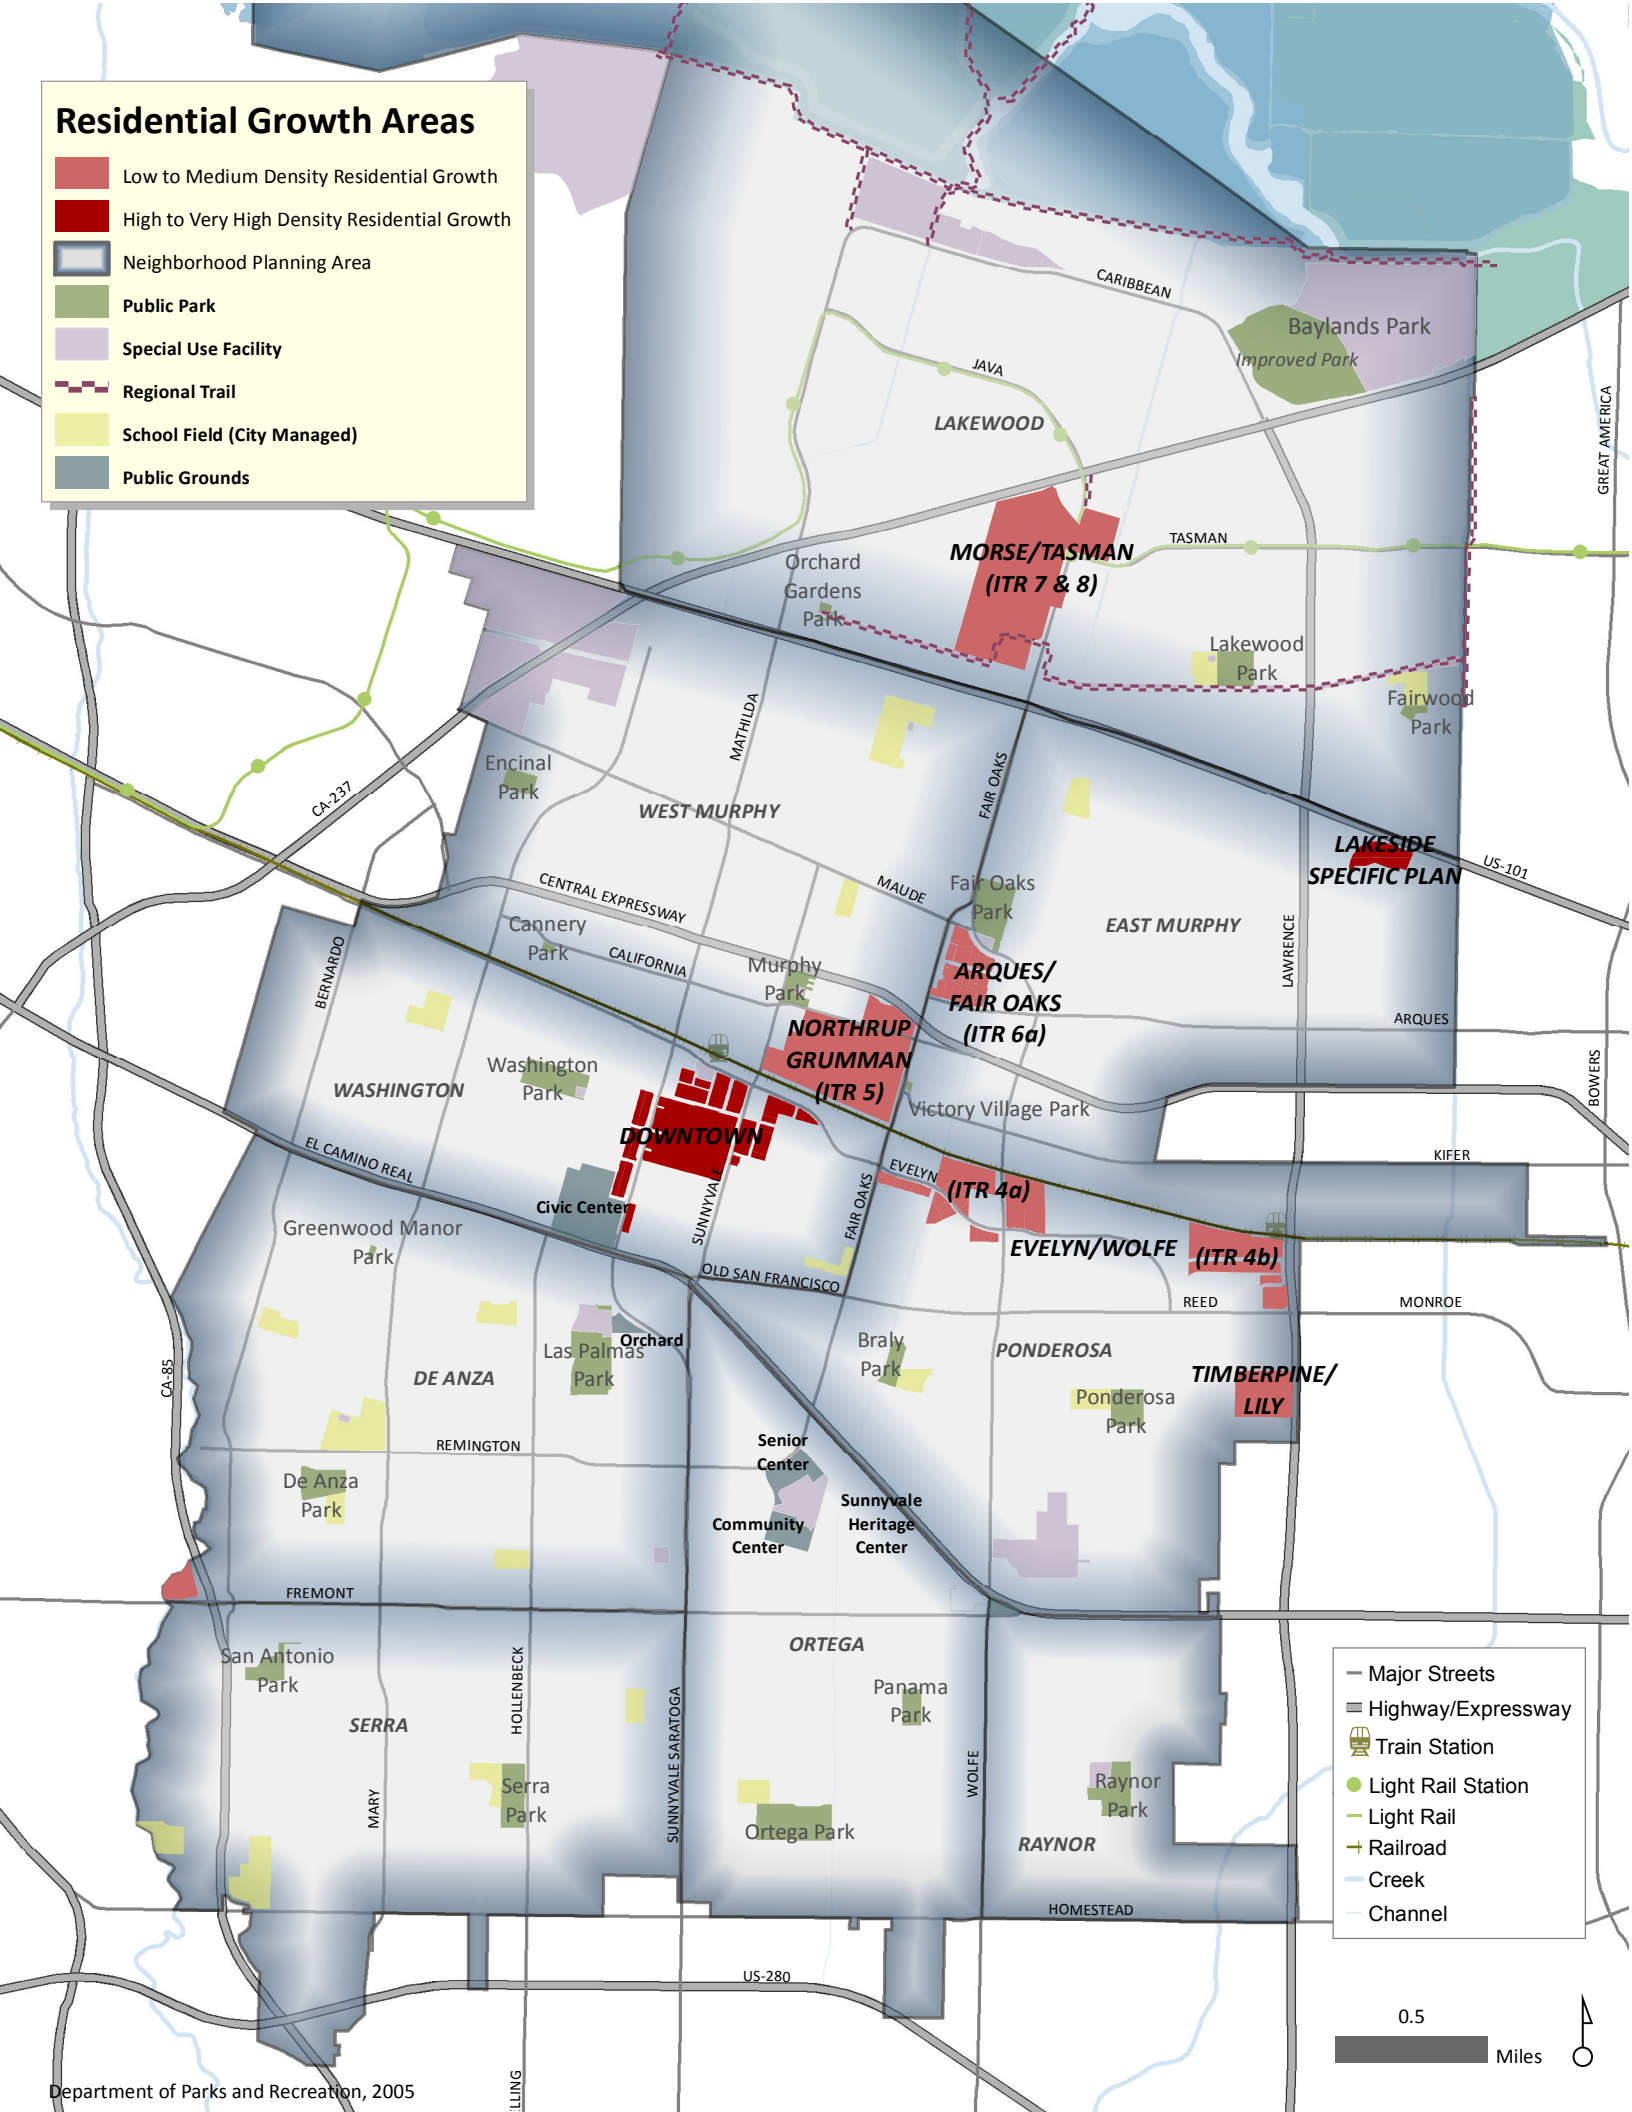 Residential Growth Areas
Low to Medium Density Residential Growth
High to Very High Density Residential Growth
Neighborhood Planning Area
Public Park
Special Use Facility
Regional Trail
School Field (City Managed)
Public Grounds
CARIBBEAN
Baylands Park
Improved Park
JAVA
LAKEWOOD
GREAT AMERICA
MORSE/TASMAN
(ITR 7 & 8)
TASMAN
Orchard
Gardens
Park
Lakewood
Park
Fairwood
Park
MATHILDA
FAIR OAKS
Encinal
Park
CA-237
WEST MURPHY
LAKESIDE
SPECIFIC PLAN
US-101
CENTRAL EXPRESSWAY
MAUDE
Fair Oaks
Park
EAST MURPHY
LAWRENCE
Cannery
Park
CALIFORNIA
Murphy
Park
BERNARDO
ARQUES/
FAIR OAKS
(ITR 6a)
ARQUES
NORTHRUP
GRUMMAN
(ITR 5)
Washington
Park
WASHINGTON
BOWERS
Victory Village Park
DOWNTOWN
EL CAMINO REAL
KIFER
EVELYN
(ITR 4a)
Civic Center
SUNNYVALE
FAIR OAKS
Greenwood Manor
Park
EVELYN/WOLFE
(ITR 4b)
OLD SAN FRANCISCO
REED
MONROE
Orchard
Las Palmas
Park
Braly
Park
PONDEROSA
DE ANZA
CA-85
TIMBERPINE/
LILY
Ponderosa
Park
REMINGTON
Senior
Center
De Anza
Park
Sunnyvale
Heritage
Center
Community
Center
FREMONT
ORTEGA
San Antonio
Park
HOLLENBECK
SUNNYVALE SARATOGA
Panama
Park
SERRA
WOLFE
MARY
Serra
Park
Raynor
Park
Ortega Park
RAYNOR
HOMESTEAD
US-280
Major Streets
Highway/Expressway
Train Station
Light Rail Station
Light Rail
Railroad
Creek
Channel
0.5
Miles
Department of Parks and Recreation, 2005
ELLING